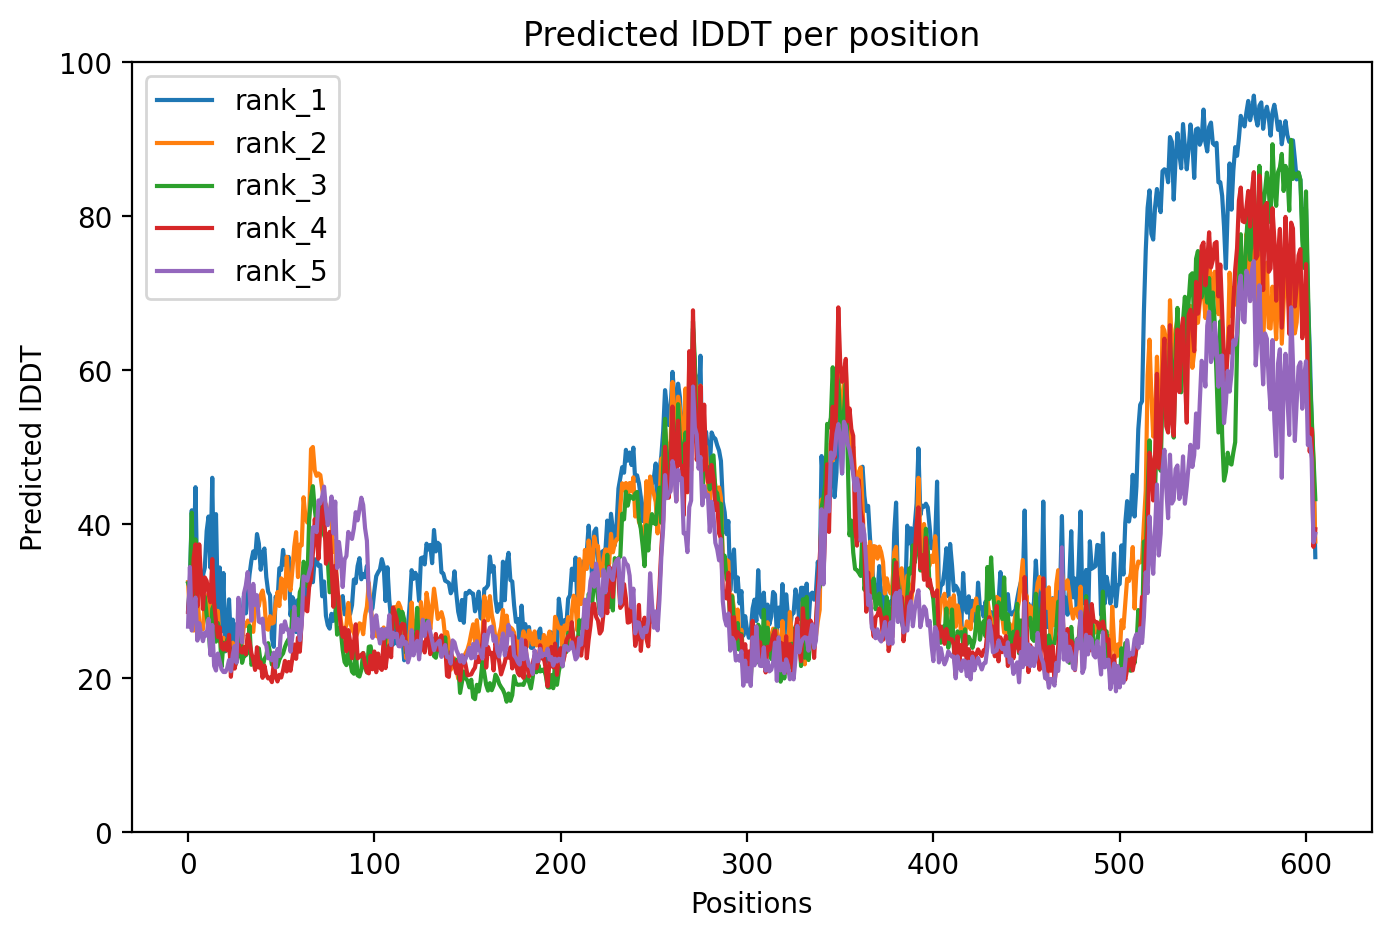 Predicted lDDT per position
100
80
60
40
20
0
Predicted lDDT
rank_1
rank_2
rank_3
rank_4
rank_5
0 100 200 300 400 500 600
Positions